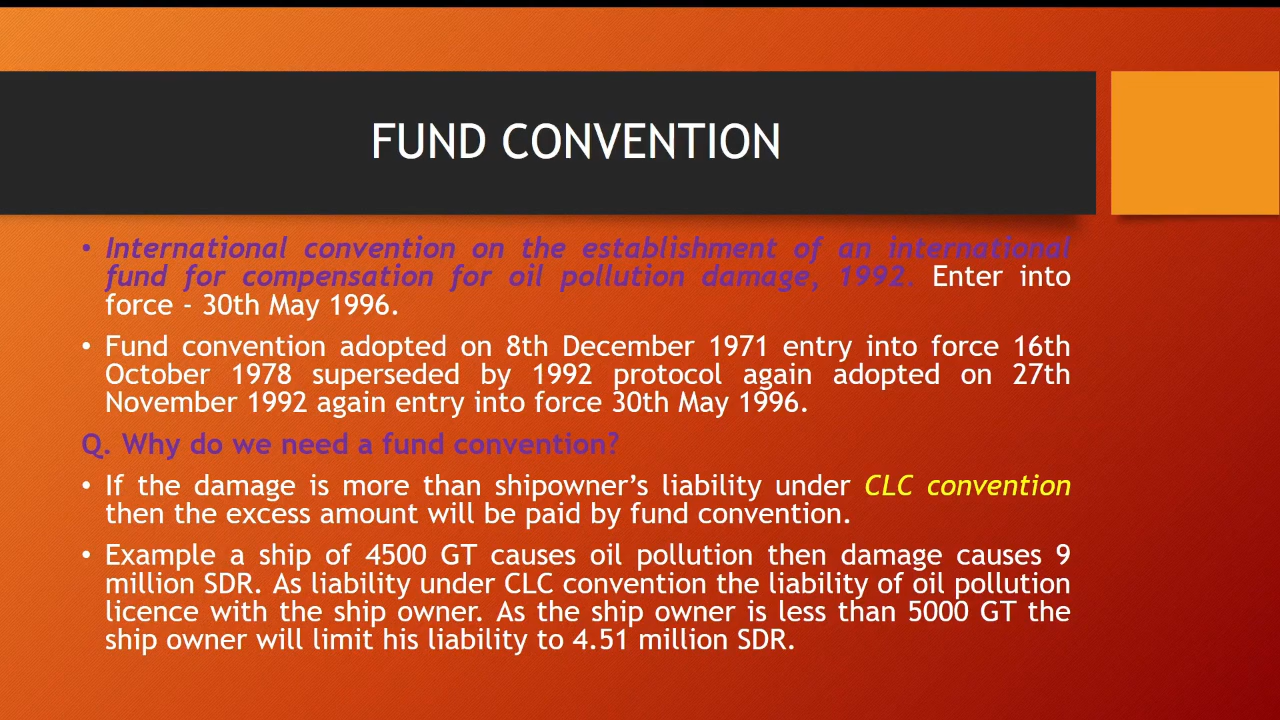 FUND CONVENTION
• International convention on the establishment of an international
fund for compensation for oil pollution damage, 1992. Enter into
force - 30th May 1996.
• Fund convention adopted on 8th December 1971 entry into force 16th
October 1978 superseded by 1992 protocol again adopted on 27th
November 1992 again entry into force 30th May 1996.
Q. Why do we need a fund convention?
• If the damage is more than shipowner’s liability under CLC convention
then the excess amount will be paid by fund convention.
• Example a ship of 4500 GT causes oil pollution then damage causes 9
million SDR. As liability under CLC convention the liability of oil pollution
licence with the ship owner. As the ship owner is less than 5000 GT the
ship owner will limit his liability to 4.51 million SDR.